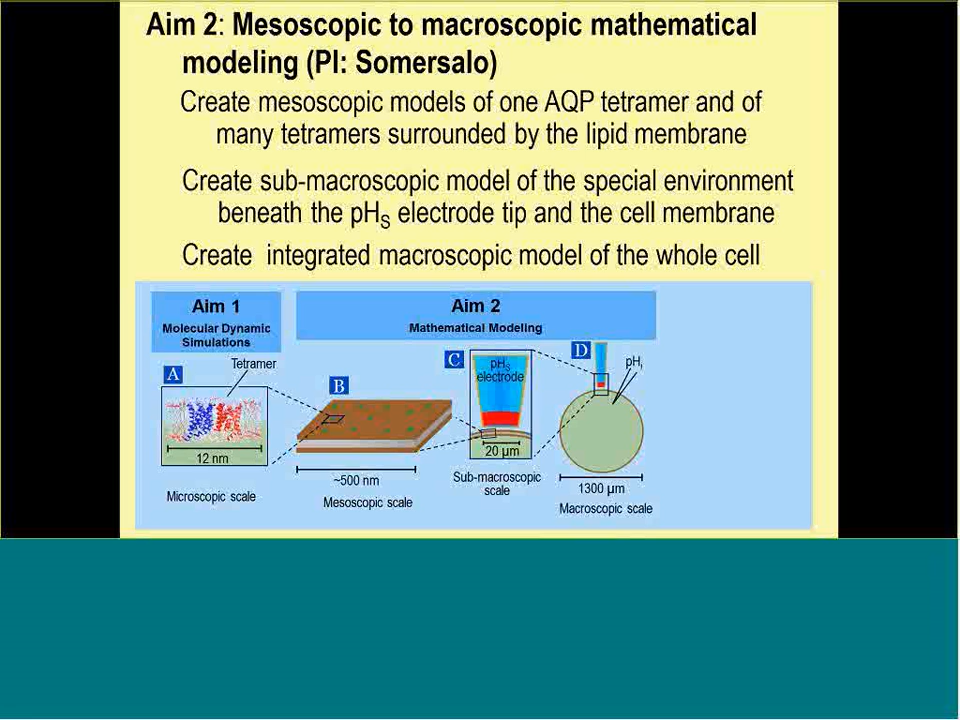 Aim 2: Mesoscopic to macroscopic mathematical
modeling (PI: Somersalo)
Create mesoscopic models of one AQP tetramer and of
many tetramers surrounded by the lipid membrane
Create sub-macroscopic model of the special environment
beneath the pHS electrode tip and the cell membrane
Create integrated macroscopic model of the whole cell
Aim 1
Molecular Dynamic
Simulations
Aim 2
Mathematical Modeling
Tetramer
A
12 nm
Microscopic scale
B
~500 nm
Mesoscopic scale
C
pHS
electrode
20 µm
Sub-macroscopic
scale
D
pHi
1300 µm
Macroscopic scale